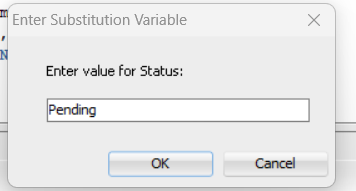 Enter Substitution Variable
,
N
Enter value for Status:
Pending
OK
Cancel